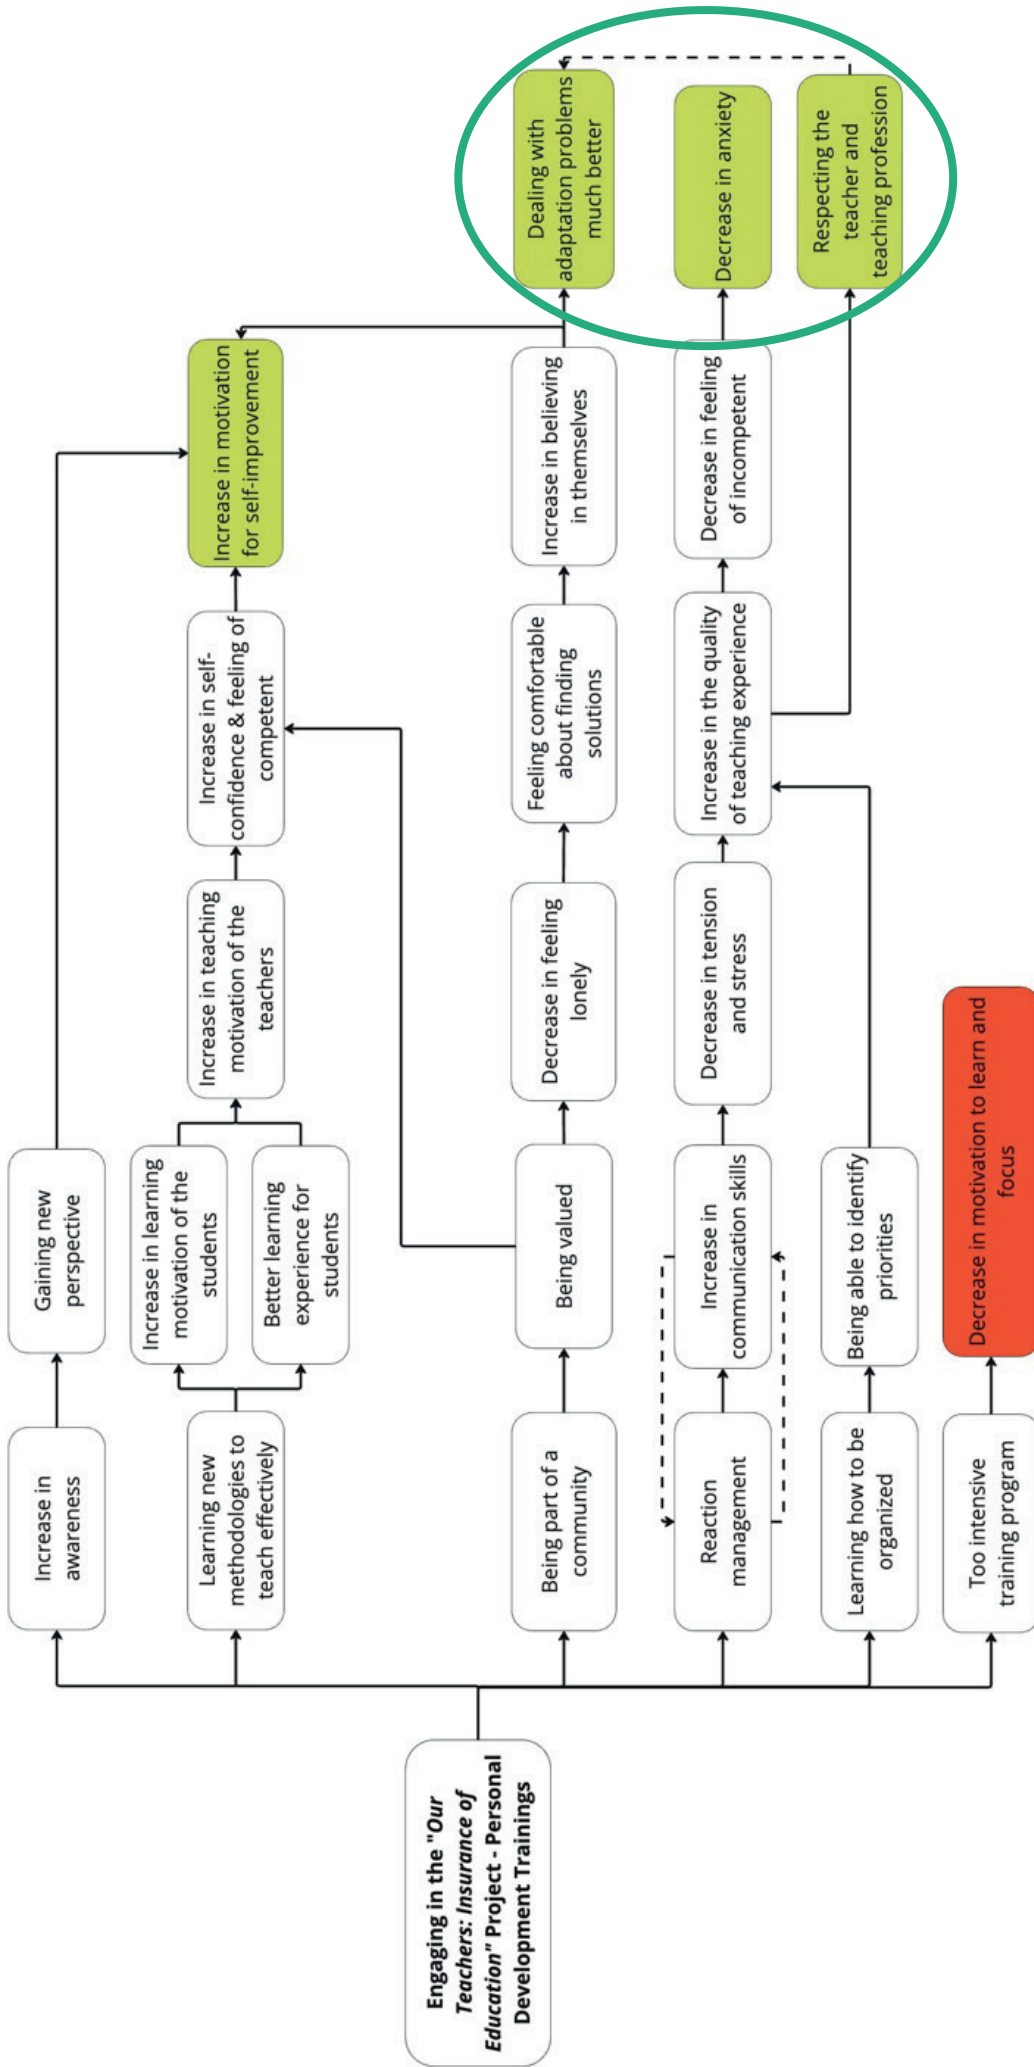 Engaging in the "Our
Teachers: Insurance of
Education" Project - Personal
Development Trainings
Increase in
awareness
Gaining new
perspective
Learning new
methodologies to
teach effectively
Increase in learning
motivation of the
students
Better learning
experience for
students
Increase in teaching
motivation of the
teachers
Increase in self-
confidence & feeling of
competent
Increase in motivation
for self-improvement
Being part of a
community
Being valued
Decrease in feeling
lonely
Feeling comfortable
about finding
solutions
Increase in believing
in themselves
Dealing with
adaptation problems
much better
Reaction
management
Increase in
communication skills
Decrease in tension
and stress
Increase in the quality
of teaching experience
Decrease in feeling
of incompetent
Decrease in anxiety
Learning how to be
organized
Being able to identify
priorities
Respecting the
teacher and
teaching profession
Too intensive
training program
Decrease in motivation to learn and
focus